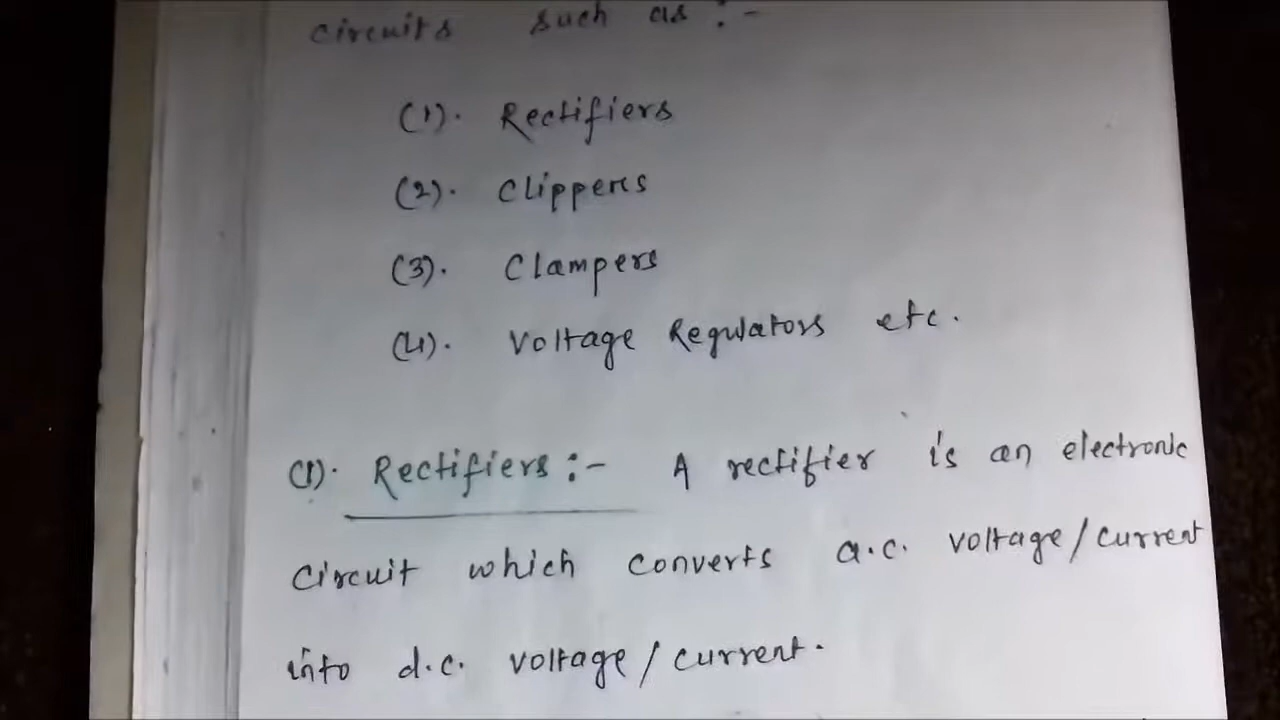 circuits such as :-
(1). Rectifiers
(2). Clippers
(3). Clampers
(4). Voltage Regulators etc.
(1). Rectifiers :- A rectifier is an electronic
circuit which converts a.c. voltage/current
into d.c. voltage/current.